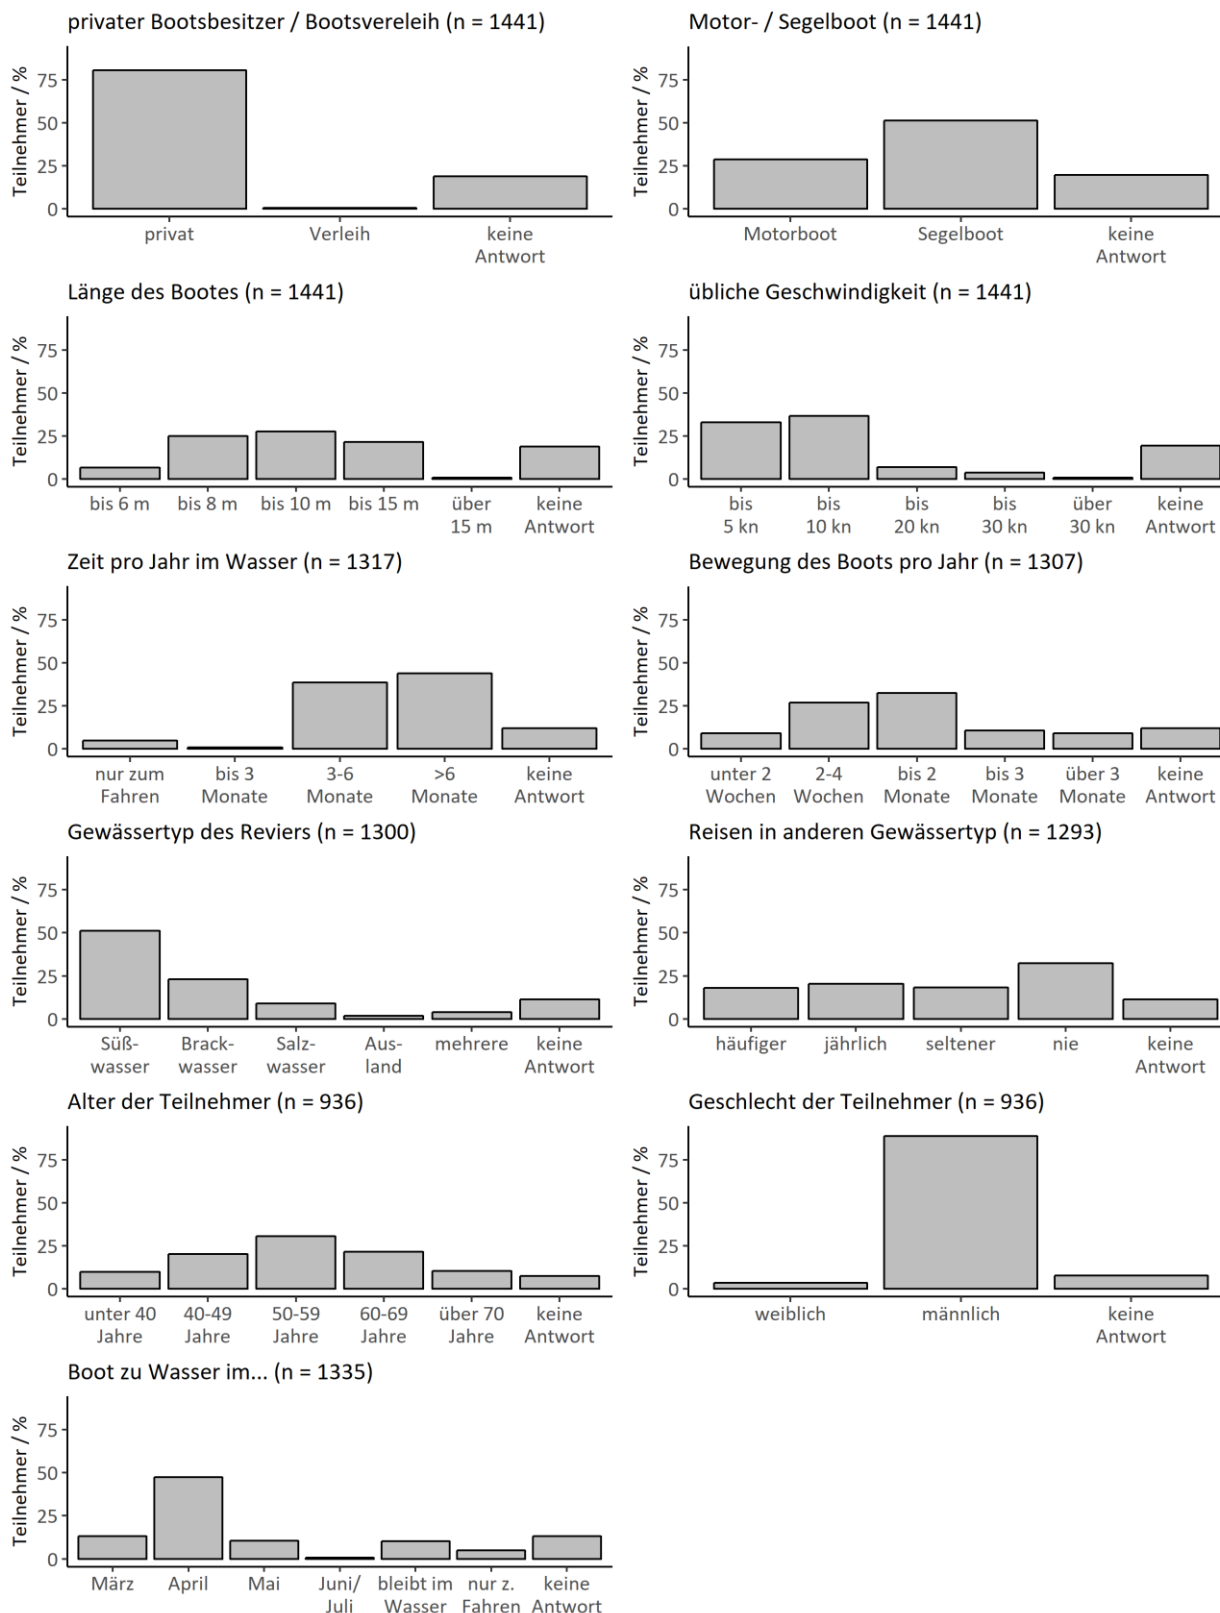 privater Bootsbesitzer / Bootsvereleih (n = 1441)
Teilnehmer / %
75
50
25
0
privat
Verleih
keine
Antwort
Motor- / Segelboot (n = 1441)
Teilnehmer / %
75
50
25
0
Motorboot
Segelboot
keine
Antwort
Länge des Bootes (n = 1441)
Teilnehmer / %
75
50
25
0
bis 6 m
bis 8 m
bis 10 m
bis 15 m
über
15 m
keine
Antwort
übliche Geschwindigkeit (n = 1441)
Teilnehmer / %
75
50
25
0
bis
5 kn
bis
10 kn
bis
20 kn
bis
30 kn
über
30 kn
keine
Antwort
Zeit pro Jahr im Wasser (n = 1317)
Teilnehmer / %
75
50
25
0
nur zum
Fahren
bis 3
Monate
3-6
Monate
>6
Monate
keine
Antwort
Bewegung des Boots pro Jahr (n = 1307)
Teilnehmer / %
75
50
25
0
unter 2
Wochen
2-4
Wochen
bis 2
Monate
bis 3
Monate
über 3
Monate
keine
Antwort
Gewässertyp des Reviers (n = 1300)
Teilnehmer / %
75
50
25
0
Süß-
wasser
Brack-
wasser
Salz-
wasser
Aus-
land
mehrere
keine
Antwort
Reisen in anderen Gewässertyp (n = 1293)
Teilnehmer / %
75
50
25
0
häufiger
jährlich
seltener
nie
keine
Antwort
Alter der Teilnehmer (n = 936)
Teilnehmer / %
75
50
25
0
unter 40
Jahre
40-49
Jahre
50-59
Jahre
60-69
Jahre
über 70
Jahre
keine
Antwort
Geschlecht der Teilnehmer (n = 936)
Teilnehmer / %
75
50
25
0
weiblich
männlich
keine
Antwort
Boot zu Wasser im... (n = 1335)
Teilnehmer / %
75
50
25
0
März
April
Mai
Juni/
Juli
bleibt im
Wasser
nur z.
Fahren
keine
Antwort